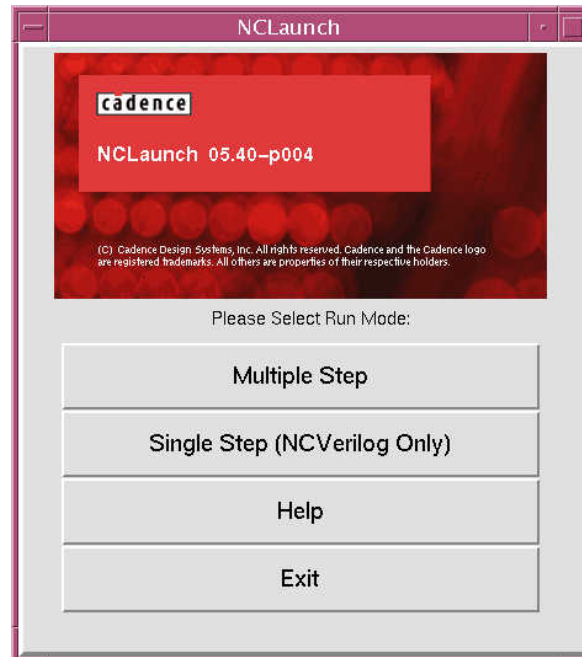 NCLaunch
cādence
NCLaunch 05.40-p004
(C) Cadence Design Systems, Inc. All rights reserved. Cadence and the Cadence logo
are registered trademarks. All others are properties of their respective holders.
Please Select Run Mode:
Multiple Step
Single Step (NCVerilog Only)
Help
Exit